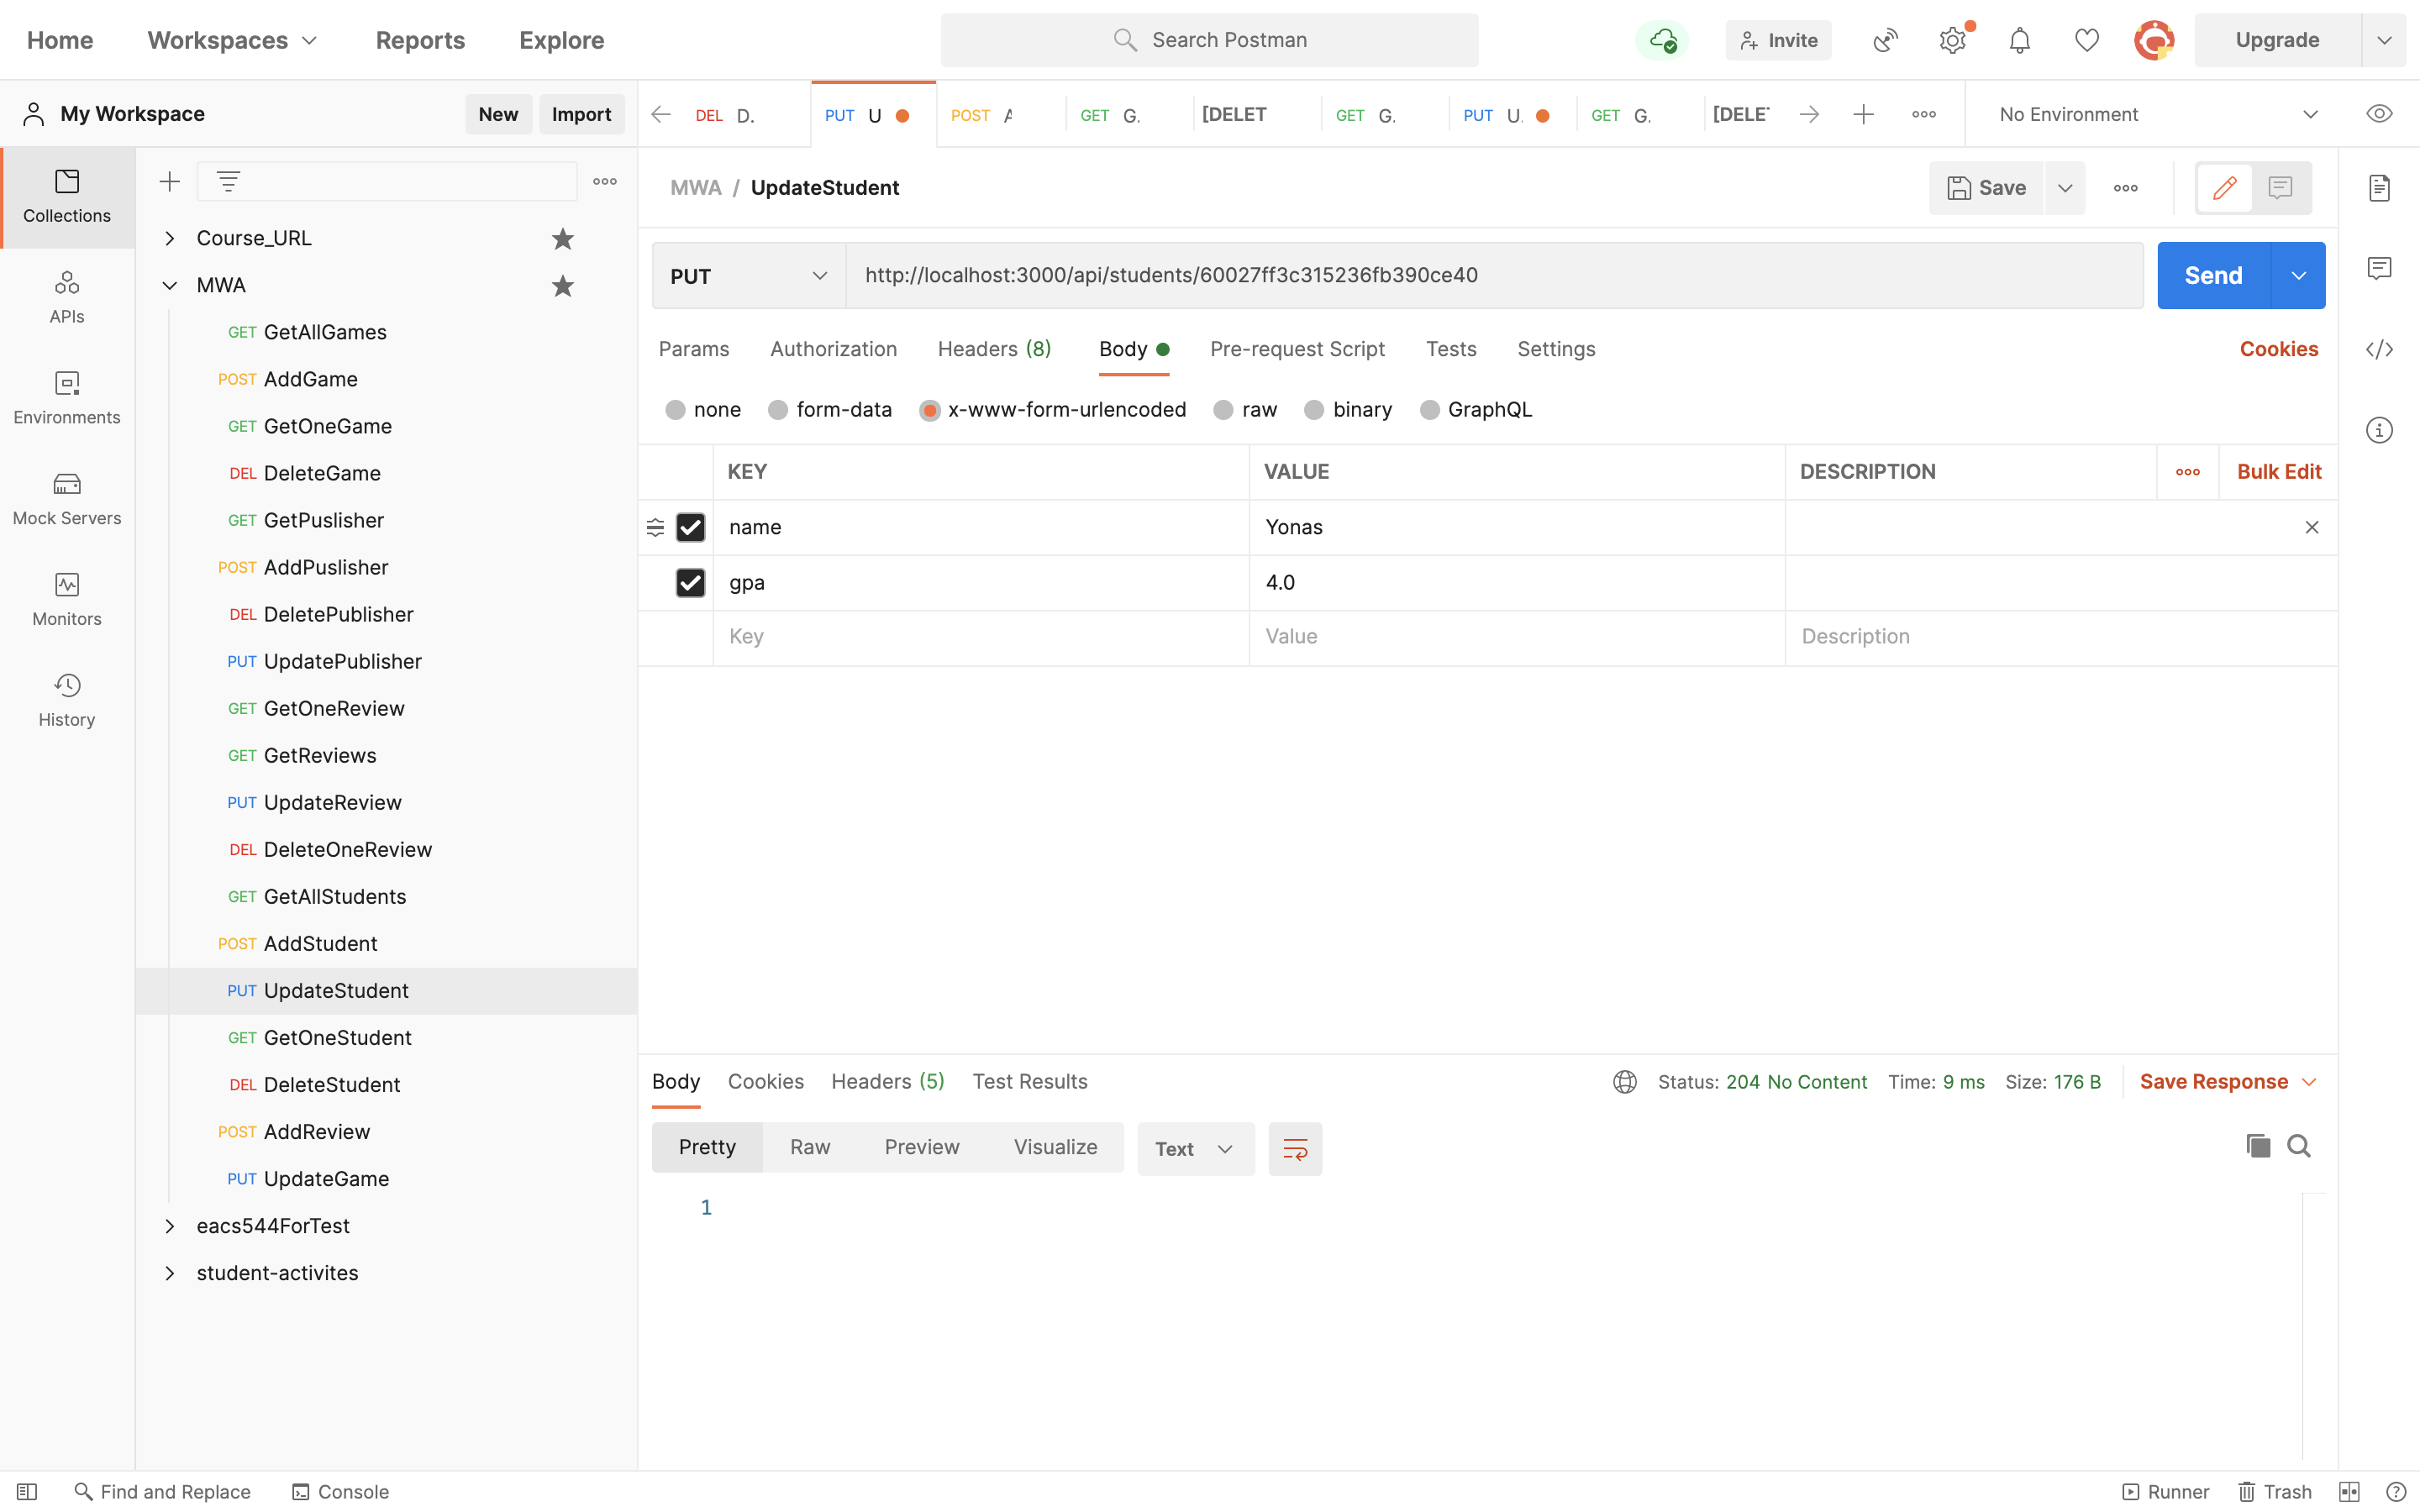 Home Workspaces Reports Explore Search Postman Invite Upgrade
My Workspace New Import DEL D. PUT U POST A GET G. [DELET GET G. PUT U. GET G. [DELE No Environment
Collections
APIs
Environments
Mock Servers
Monitors
History
Course_URL
MWA
GET GetAllGames
POST AddGame
GET GetOneGame
DEL DeleteGame
GET GetPuslisher
POST AddPuslisher
DEL DeletePublisher
PUT UpdatePublisher
GET GetOneReview
GET GetReviews
PUT UpdateReview
DEL DeleteOneReview
GET GetAllStudents
POST AddStudent
PUT UpdateStudent
GET GetOneStudent
DEL DeleteStudent
POST AddReview
PUT UpdateGame
eacs544ForTest
student-activites
MWA / UpdateStudent Save
PUT http://localhost:3000/api/students/60027ff3c315236fb390ce40 Send
Params Authorization Headers (8) Body Pre-request Script Tests Settings Cookies
none form-data x-www-form-urlencoded raw binary GraphQL
KEY VALUE DESCRIPTION Bulk Edit
name Yonas
gpa 4.0
Key Value Description
Body Cookies Headers (5) Test Results Status: 204 No Content Time: 9 ms Size: 176 B Save Response
Pretty Raw Preview Visualize Text
1
Find and Replace Console Runner Trash